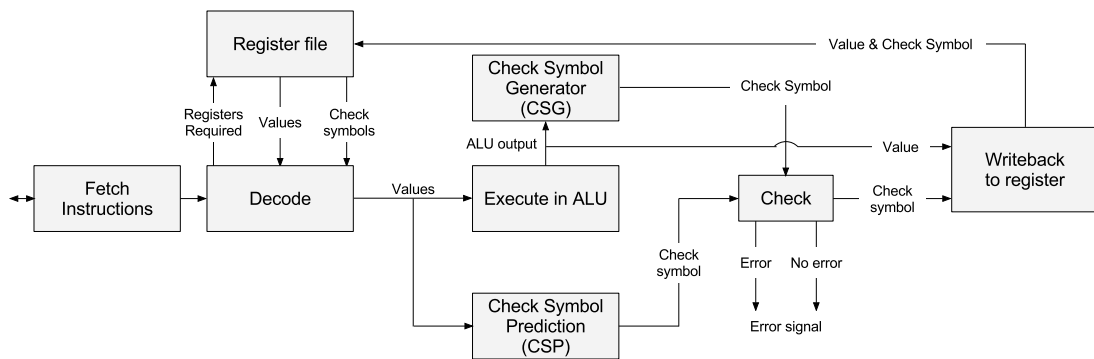 Register file
Value & Check Symbol
Check Symbol
Generator
(CSG)
Check Symbol
Registers
Required
Values
Check
symbols
ALU output
Value
Writeback
to register
Fetch
Instructions
Decode
Values
Execute in ALU
Check
Check
symbol
Check
symbol
Error
No error
Check Symbol
Prediction
(CSP)
Error signal